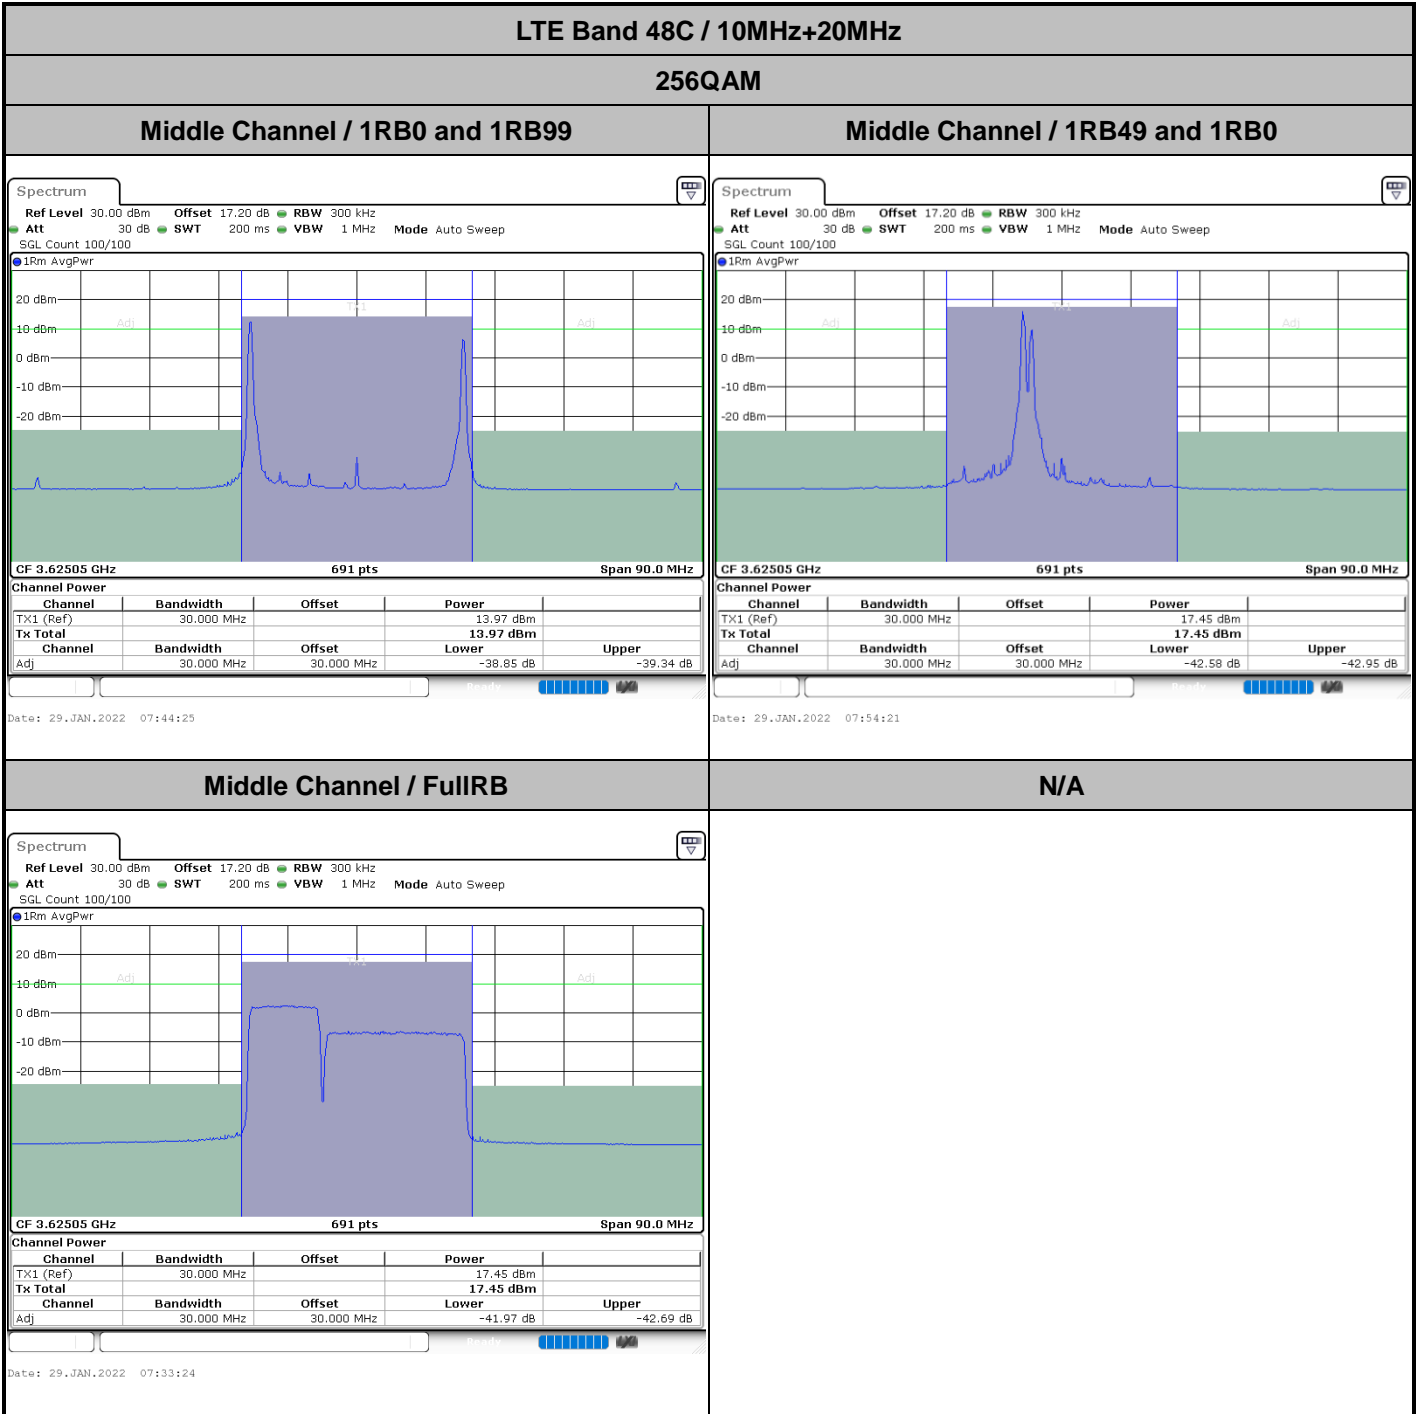 LTE Band 48C / 10MHz+20MHz
256QAM
Middle Channel / 1RB0 and 1RB99
Middle Channel / 1RB49 and 1RB0
Spectrum
Ref Level 30.00 dBm Offset 17.20 dB RBW 300 kHz
Att 30 dB SWT 200 ms VBW 1 MHz Mode Auto Sweep
SGL Count 100/100
1Rm AvgPwr
TX1
20 dBm
Adj Adj
10 dBm
0 dBm
-10 dBm
-20 dBm
CF 3.62505 GHz 691 pts Span 90.0 MHz
Channel Power
Channel Bandwidth Offset Power
TX1 (Ref) 30.000 MHz 13.97 dBm
Tx Total 13.97 dBm
Channel Bandwidth Offset Lower Upper
Adj 30.000 MHz 30.000 MHz -38.85 dB -39.34 dB
Ready
Date: 29.JAN.2022 07:44:25
Spectrum
Ref Level 30.00 dBm Offset 17.20 dB RBW 300 kHz
Att 30 dB SWT 200 ms VBW 1 MHz Mode Auto Sweep
SGL Count 100/100
1Rm AvgPwr
20 dBm
TX1
Adj Adj
10 dBm
0 dBm
-10 dBm
-20 dBm
CF 3.62505 GHz 691 pts Span 90.0 MHz
Channel Power
Channel Bandwidth Offset Power
TX1 (Ref) 30.000 MHz 17.45 dBm
Tx Total 17.45 dBm
Channel Bandwidth Offset Lower Upper
Adj 30.000 MHz 30.000 MHz -42.58 dB -42.95 dB
Ready
Date: 29.JAN.2022 07:54:21
Middle Channel / FullRB
N/A
Spectrum
Ref Level 30.00 dBm Offset 17.20 dB RBW 300 kHz
Att 30 dB SWT 200 ms VBW 1 MHz Mode Auto Sweep
SGL Count 100/100
1Rm AvgPwr
20 dBm
TX1
Adj Adj
10 dBm
0 dBm
-10 dBm
-20 dBm
CF 3.62505 GHz 691 pts Span 90.0 MHz
Channel Power
Channel Bandwidth Offset Power
TX1 (Ref) 30.000 MHz 17.45 dBm
Tx Total 17.45 dBm
Channel Bandwidth Offset Lower Upper
Adj 30.000 MHz 30.000 MHz -41.97 dB -42.69 dB
Ready
Date: 29.JAN.2022 07:33:24